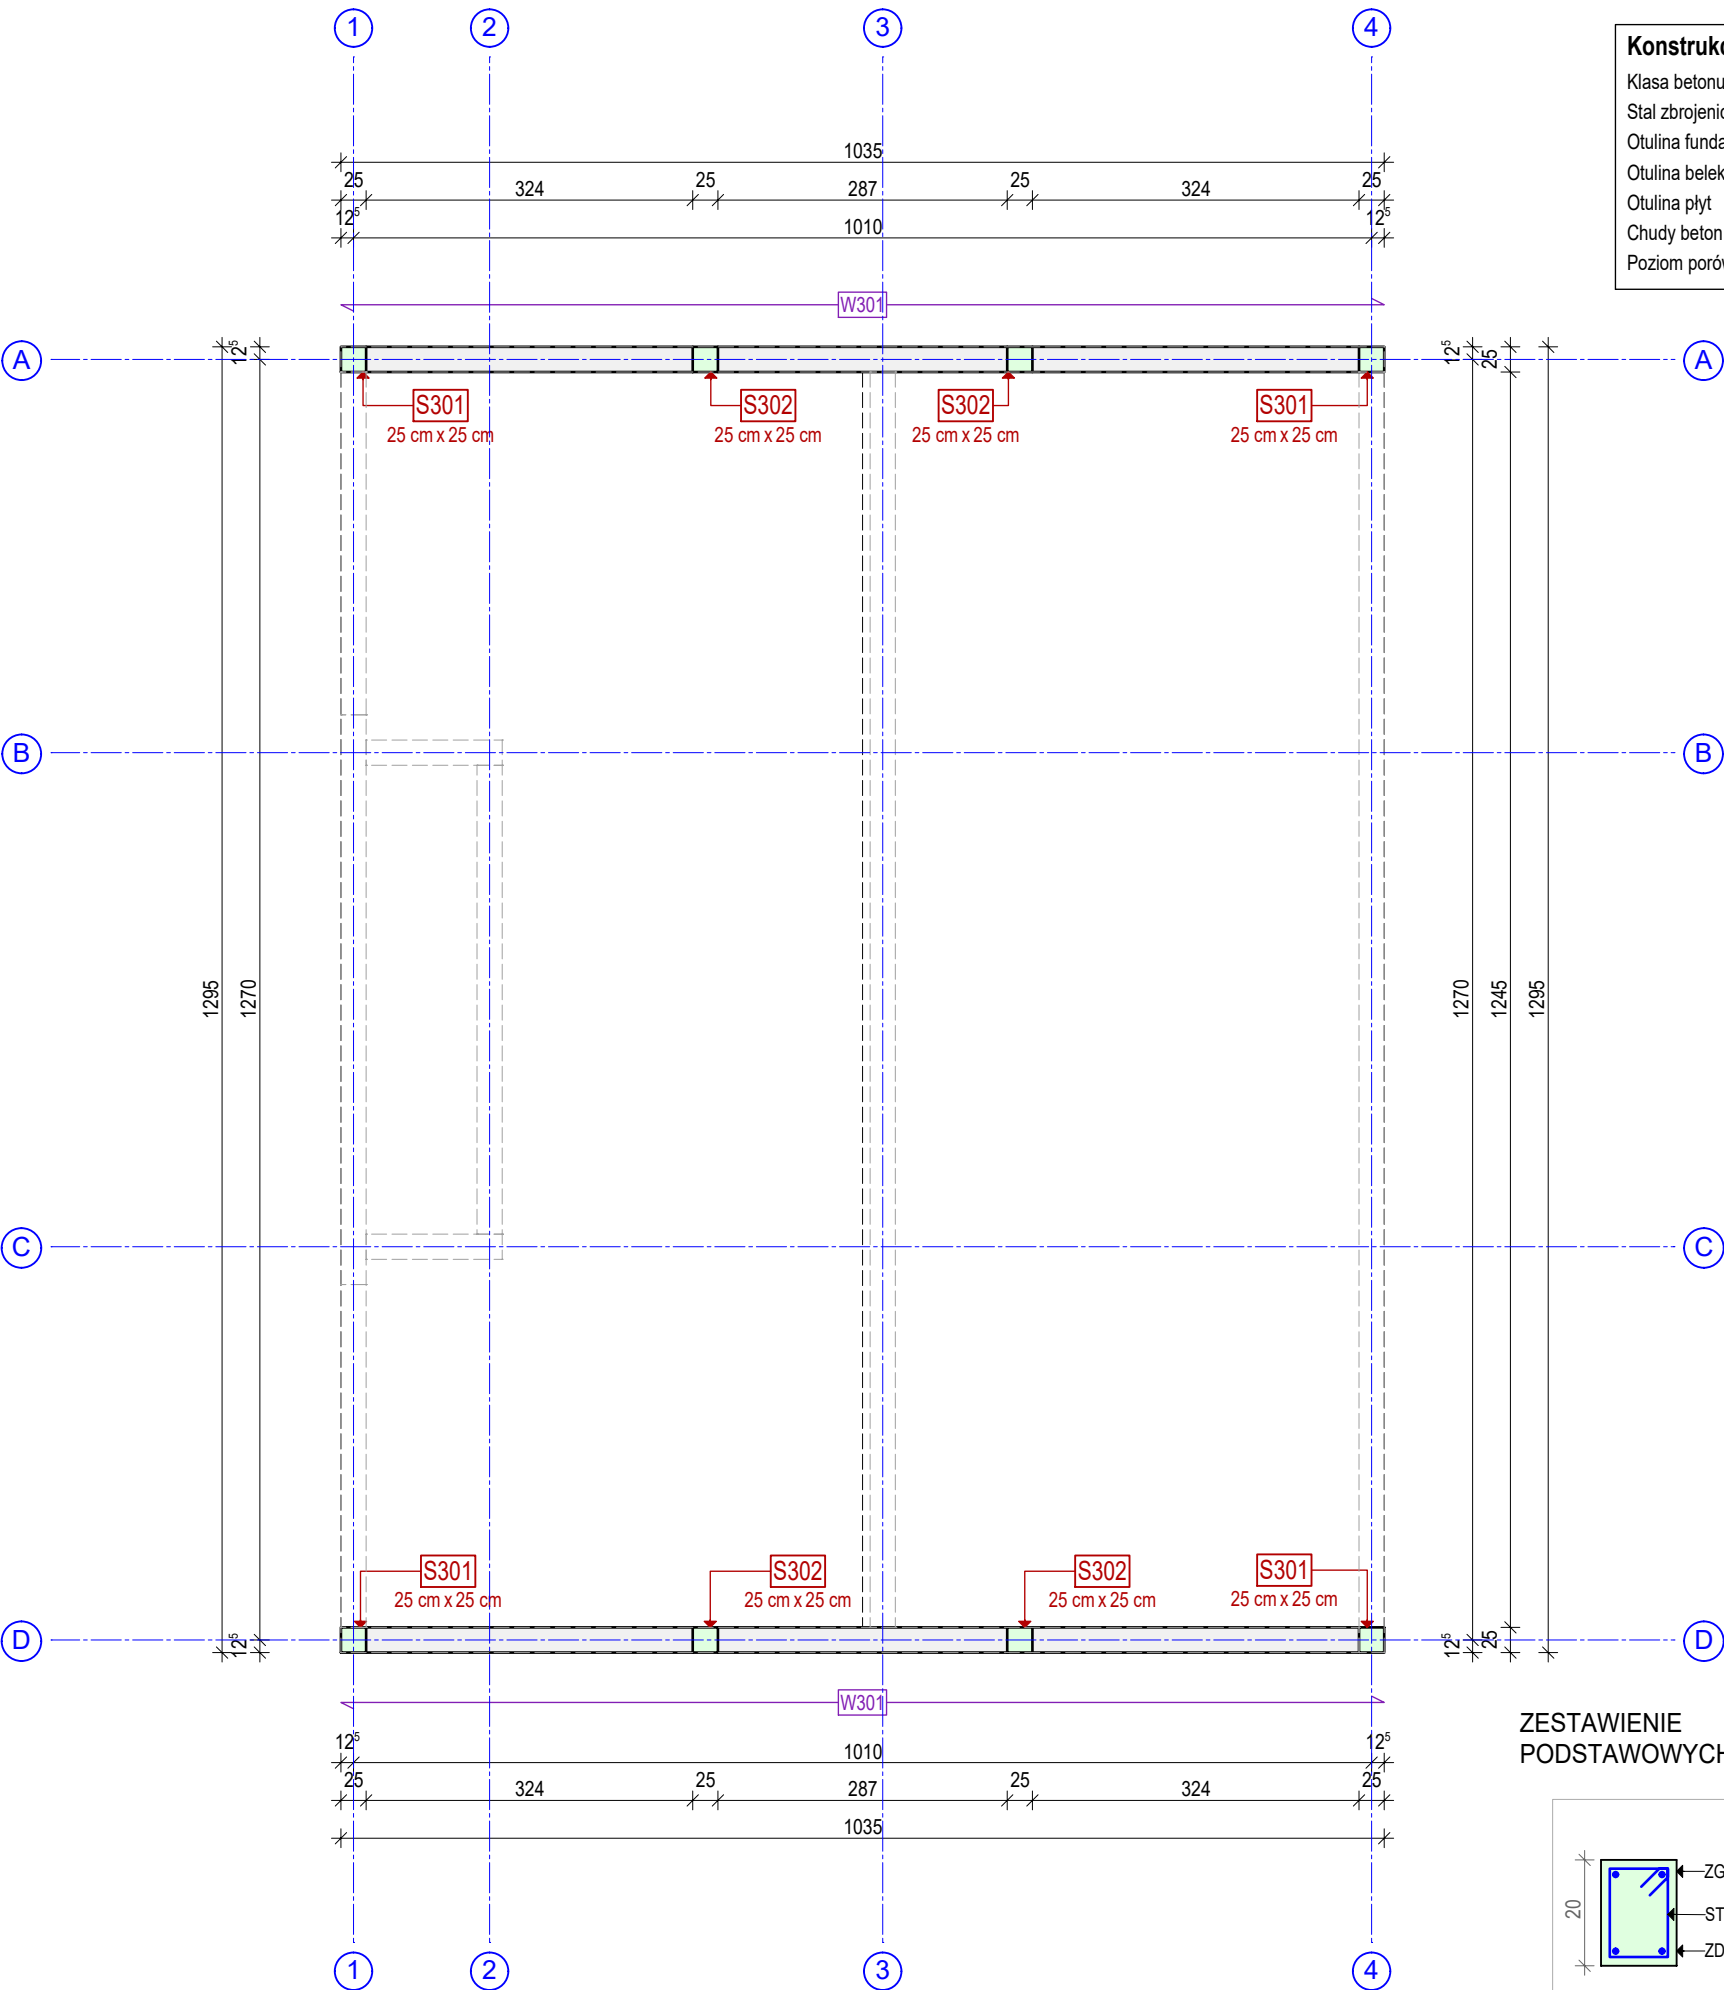 1 2 3 4
Konstrukc
Klasa betonu
Stal zbrojenio
Otulina funda
Otulina belek
Otulina płyt
Chudy beton
Poziom porów
1035
25 324 25 287 25 324 25
12⁵ 1010 12⁵
W301
A 12⁵ 12⁵ 25 A
S301 S302 S302 S301
25 cm x 25 cm 25 cm x 25 cm 25 cm x 25 cm 25 cm x 25 cm
B B
1295 1270 1270 1245 1295
C C
S301 S302 S302 S301
25 cm x 25 cm 25 cm x 25 cm 25 cm x 25 cm 25 cm x 25 cm
D 12⁵ 12⁵ 25 D
W301
12⁵ 1010 12⁵
25 324 25 287 25 324 25
1035
ZESTAWIENIE
PODSTAWOWYCH
20
ZG
ST
ZD
1 2 3 4